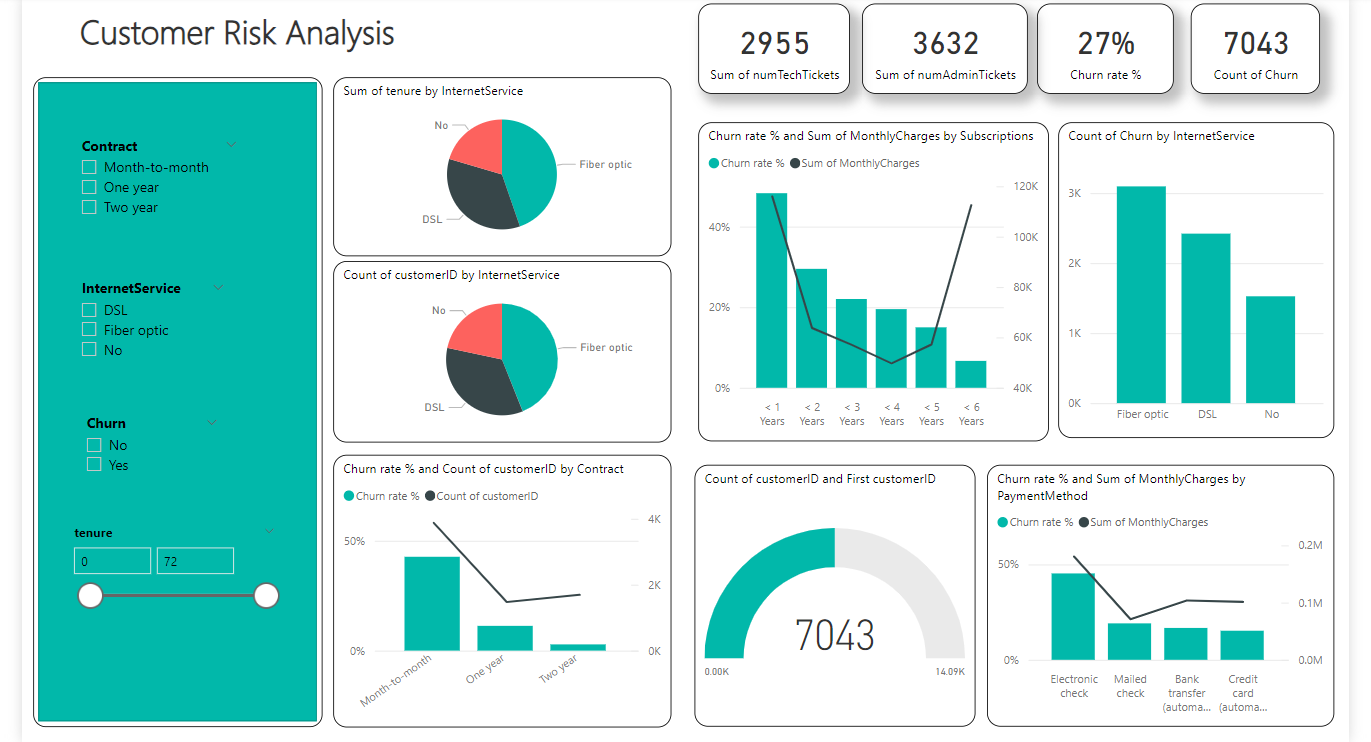 Customer Risk Analysis
2955
Sum of numTechTickets
3632
Sum of numAdminTickets
27%
Churn rate %
7043
Count of Churn
Contract
Month-to-month
One year
Two year
InternetService
DSL
Fiber optic
No
Churn
No
Yes
tenure
0
72
Sum of tenure by InternetService
No
Fiber optic
DSL
Count of customerID by InternetService
No
Fiber optic
DSL
Churn rate % and Count of customerID by Contract
Churn rate % Count of customerID
50%
0%
4K
2K
0K
Month-to-month
One year
Two year
Churn rate % and Sum of MonthlyCharges by Subscriptions
Churn rate % Sum of MonthlyCharges
40%
20%
0%
120K
100K
80K
60K
40K
< 1 Years
< 2 Years
< 3 Years
< 4 Years
< 5 Years
< 6 Years
Count of Churn by InternetService
3K
2K
1K
0K
Fiber optic
DSL
No
Count of customerID and First customerID
7043
0.00K
14.09K
Churn rate % and Sum of MonthlyCharges by
PaymentMethod
Churn rate % Sum of MonthlyCharges
50%
0%
0.2M
0.1M
0.0M
Electronic
check
Mailed
check
Bank
transfer
(automa...
Credit
card
(automa...